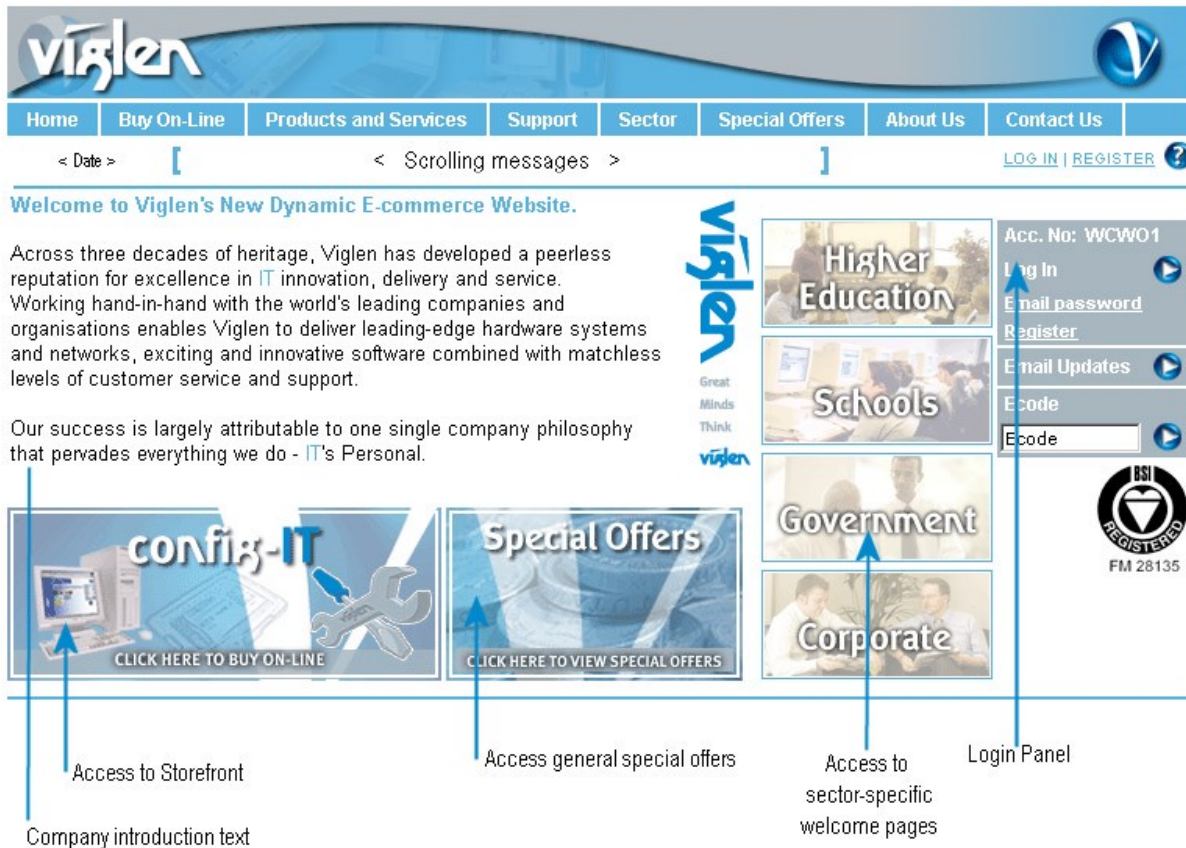 viglen
Home Buy On-Line Products and Services Support Sector Special Offers About Us Contact Us
< Date > [ < Scrolling messages > ] LOG IN | REGISTER ?
Welcome to Viglen's New Dynamic E-commerce Website.
Across three decades of heritage, Viglen has developed a peerless
reputation for excellence in IT innovation, delivery and service.
Working hand-in-hand with the world's leading companies and
organisations enables Viglen to deliver leading-edge hardware systems
and networks, exciting and innovative software combined with matchless
levels of customer service and support.
Our success is largely attributable to one single company philosophy
that pervades everything we do - IT's Personal.
viglen
Great
Minds
Think
viglen
Higher
Education
Schools
Government
Corporate
Acc. No: WCWO1
Log In
Email password
Register
Email Updates
Ecode
Ecode
BSI
REGISTERED
FM 28135
config-IT
viglen
CLICK HERE TO BUY ON-LINE
Special Offers
CLICK HERE TO VIEW SPECIAL OFFERS
Access to Storefront
Company introduction text
Access general special offers
Access to
sector-specific
welcome pages
Login Panel